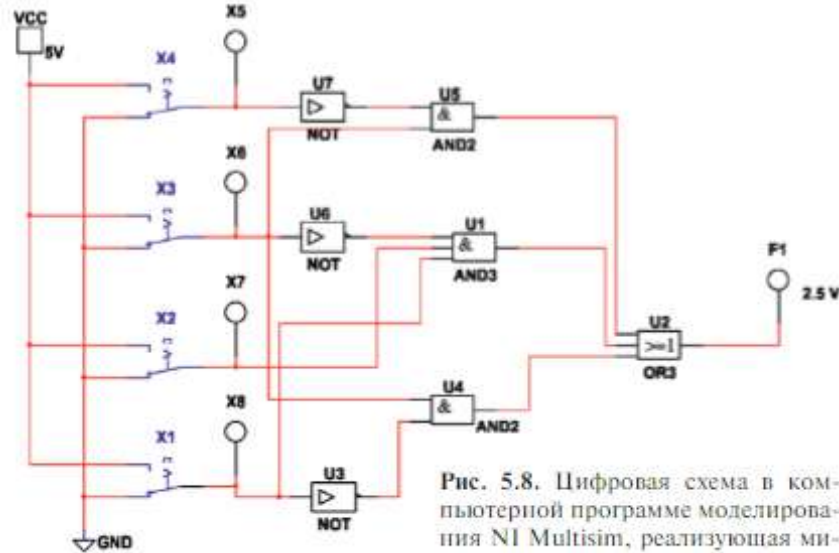 VCC
5V
X4
X5
U7
NOT
U5
&
AND2
X3
X6
U6
NOT
U1
&
AND3
X2
X7
F1
2.5 V
U2
>=1
OR3
X1
X8
U4
&
AND2
U3
NOT
GND
Рис. 5.8. Цифровая схема в ком-
пьютерной программе моделирова-
ния NI Multisim, реализующая ми-